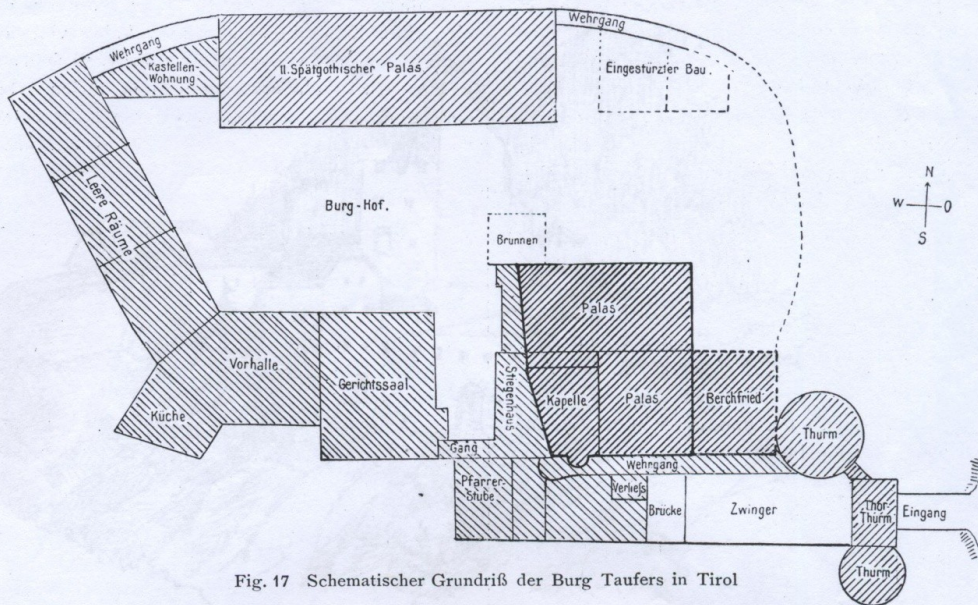 Wehrgang
Kastellen-
Wohnung
II. Spätgothischer Palas
Wehrgang
Eingestürzter Bau.
Leere Räume
Burg-Hof.
N
W
O
S
Brunnen
Palas
Vorhalle
Gerichtssaal
Stiegenhaus
Kapelle
Palas
Berchfried
Küche
Gang
Thurm
Wehrgang
Pfarrer-
Stube
Verließ
Brücke
Zwinger
Thor-
Thurm
Eingang
Thurm
Fig. 17 Schematischer Grundriß der Burg Taufers in Tirol